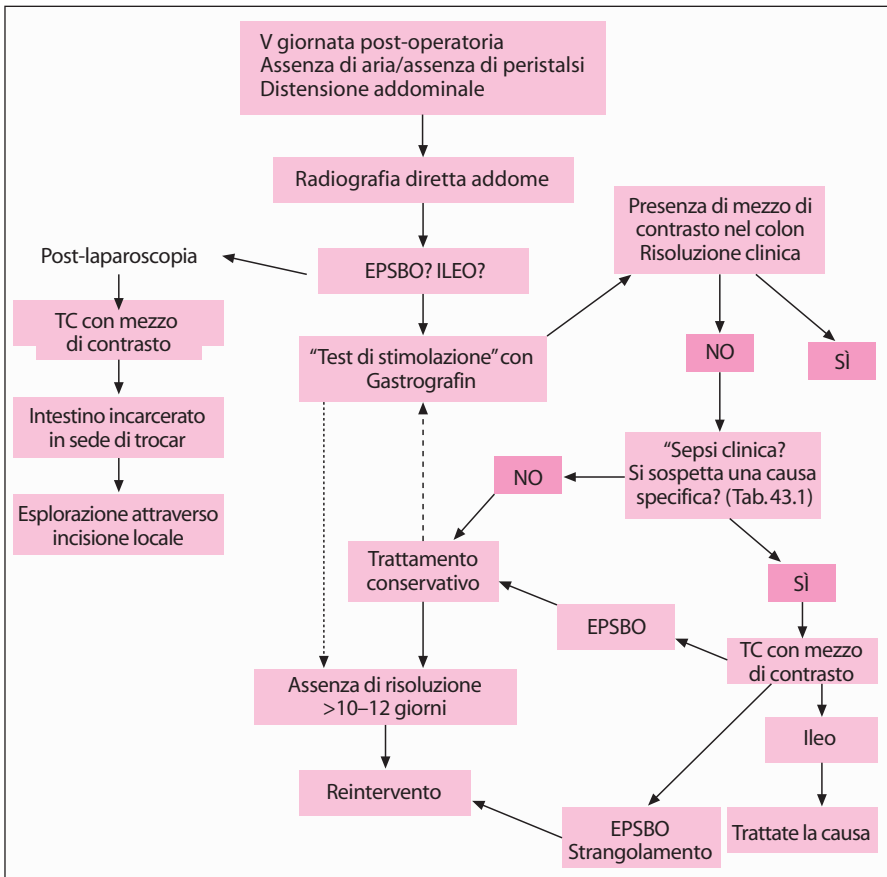 V giornata post-operatoria
Assenza di aria/assenza di peristalsi
Distensione addominale
Radiografia diretta addome
EPSBO? ILEO?
Post-laparoscopia
TC con mezzo
di contrasto
Intestino incarcerato
in sede di trocar
Esplorazione attraverso
incisione locale
"Test di stimolazione" con
Gastrografin
Presenza di mezzo di
contrasto nel colon
Risoluzione clinica
NO
SÌ
"Sepsi clinica?
Si sospetta una causa
specifica? (Tab. 43.1)
NO
SÌ
Trattamento
conservativo
EPSBO
TC con mezzo
di contrasto
Assenza di risoluzione
>10–12 giorni
Ileo
Reintervento
EPSBO
Strangolamento
Trattate la causa